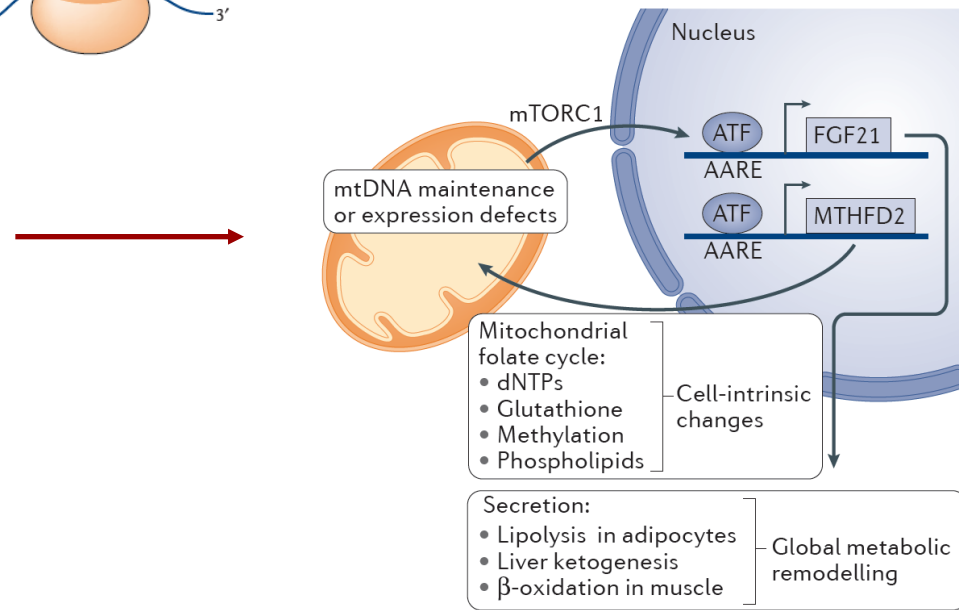 3′
Nucleus
mTORC1
ATF
FGF21
AARE
mtDNA maintenance
or expression defects
ATF
MTHFD2
AARE
Mitochondrial
folate cycle:
• dNTPs
• Glutathione
• Methylation
• Phospholipids
Cell-intrinsic
changes
Secretion:
• Lipolysis in adipocytes
• Liver ketogenesis
• β-oxidation in muscle
Global metabolic
remodelling